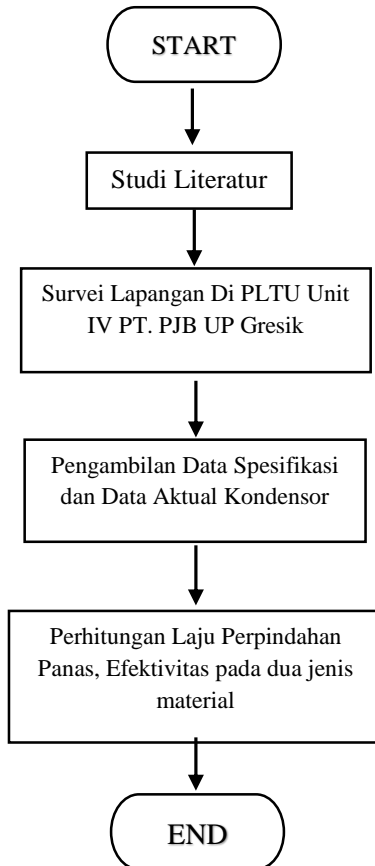 START
Studi Literatur
Survei Lapangan Di PLTU Unit
IV PT. PJB UP Gresik
Pengambilan Data Spesifikasi
dan Data Aktual Kondensor
Perhitungan Laju Perpindahan
Panas, Efektivitas pada dua jenis
material
END